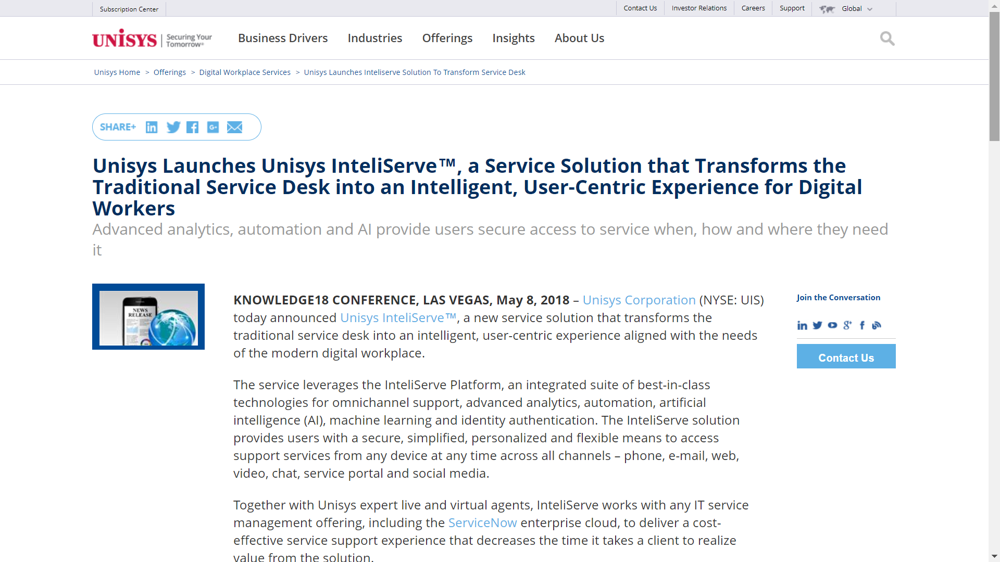 Subscription Center
Contact Us
Investor Relations
Careers
Support
Global
UNISYS | Securing Your Tomorrow®
Business Drivers
Industries
Offerings
Insights
About Us
Unisys Home > Offerings > Digital Workplace Services > Unisys Launches Inteliserve Solution To Transform Service Desk
SHARE+
Unisys Launches Unisys InteliServe™, a Service Solution that Transforms the
Traditional Service Desk into an Intelligent, User-Centric Experience for Digital
Workers
Advanced analytics, automation and AI provide users secure access to service when, how and where they need
it
NEWS
RELEASE
KNOWLEDGE18 CONFERENCE, LAS VEGAS, May 8, 2018 – Unisys Corporation (NYSE: UIS)
today announced Unisys InteliServe™, a new service solution that transforms the
traditional service desk into an intelligent, user-centric experience aligned with the needs
of the modern digital workplace.
The service leverages the InteliServe Platform, an integrated suite of best-in-class
technologies for omnichannel support, advanced analytics, automation, artificial
intelligence (AI), machine learning and identity authentication. The InteliServe solution
provides users with a secure, simplified, personalized and flexible means to access
support services from any device at any time across all channels – phone, e-mail, web,
video, chat, service portal and social media.
Together with Unisys expert live and virtual agents, InteliServe works with any IT service
management offering, including the ServiceNow enterprise cloud, to deliver a cost-
effective service support experience that decreases the time it takes a client to realize
value from the solution.
Join the Conversation
Contact Us